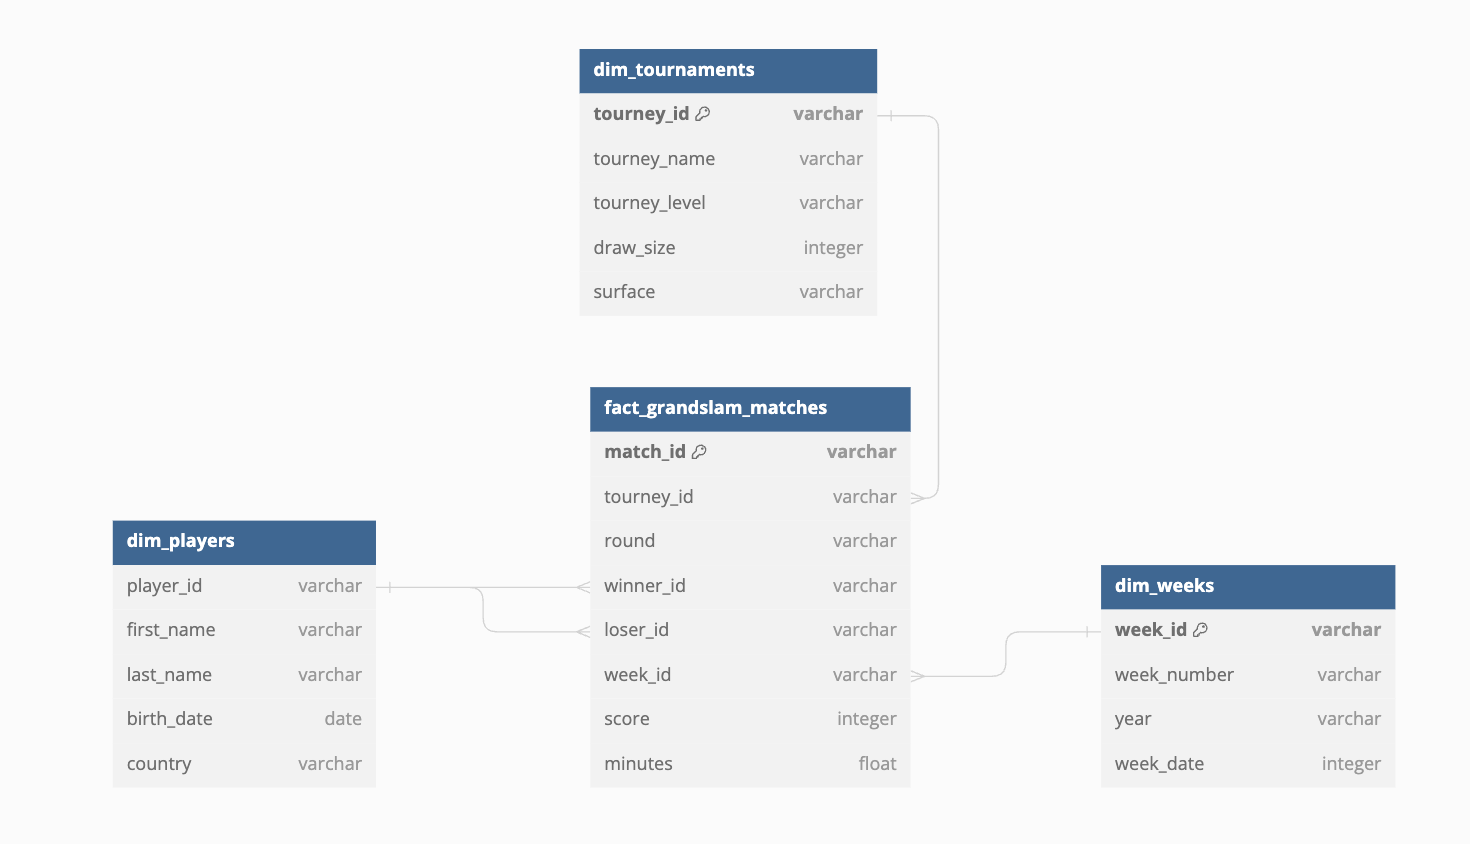 dim_tournaments
tourney_id varchar
tourney_name varchar
tourney_level varchar
draw_size integer
surface varchar
fact_grandslam_matches
match_id varchar
tourney_id varchar
round varchar
winner_id varchar
loser_id varchar
week_id varchar
score integer
minutes float
dim_players
player_id varchar
first_name varchar
last_name varchar
birth_date date
country varchar
dim_weeks
week_id varchar
week_number varchar
year varchar
week_date integer